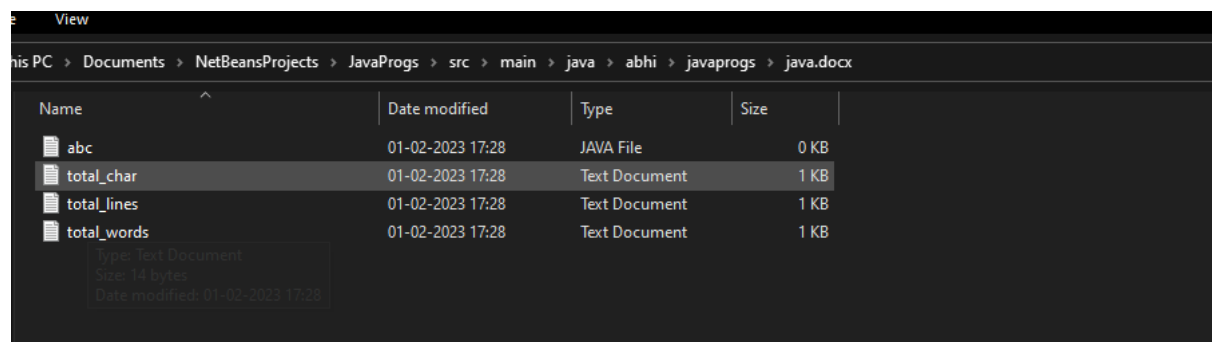 e View
his PC > Documents > NetBeansProjects > JavaProgs > src > main > java > abhi > javaprogs > java.docx
Name Date modified Type Size
abc 01-02-2023 17:28 JAVA File 0 KB
total_char 01-02-2023 17:28 Text Document 1 KB
total_lines 01-02-2023 17:28 Text Document 1 KB
total_words 01-02-2023 17:28 Text Document 1 KB
Type: Text Document
Size: 14 bytes
Date modified: 01-02-2023 17:28